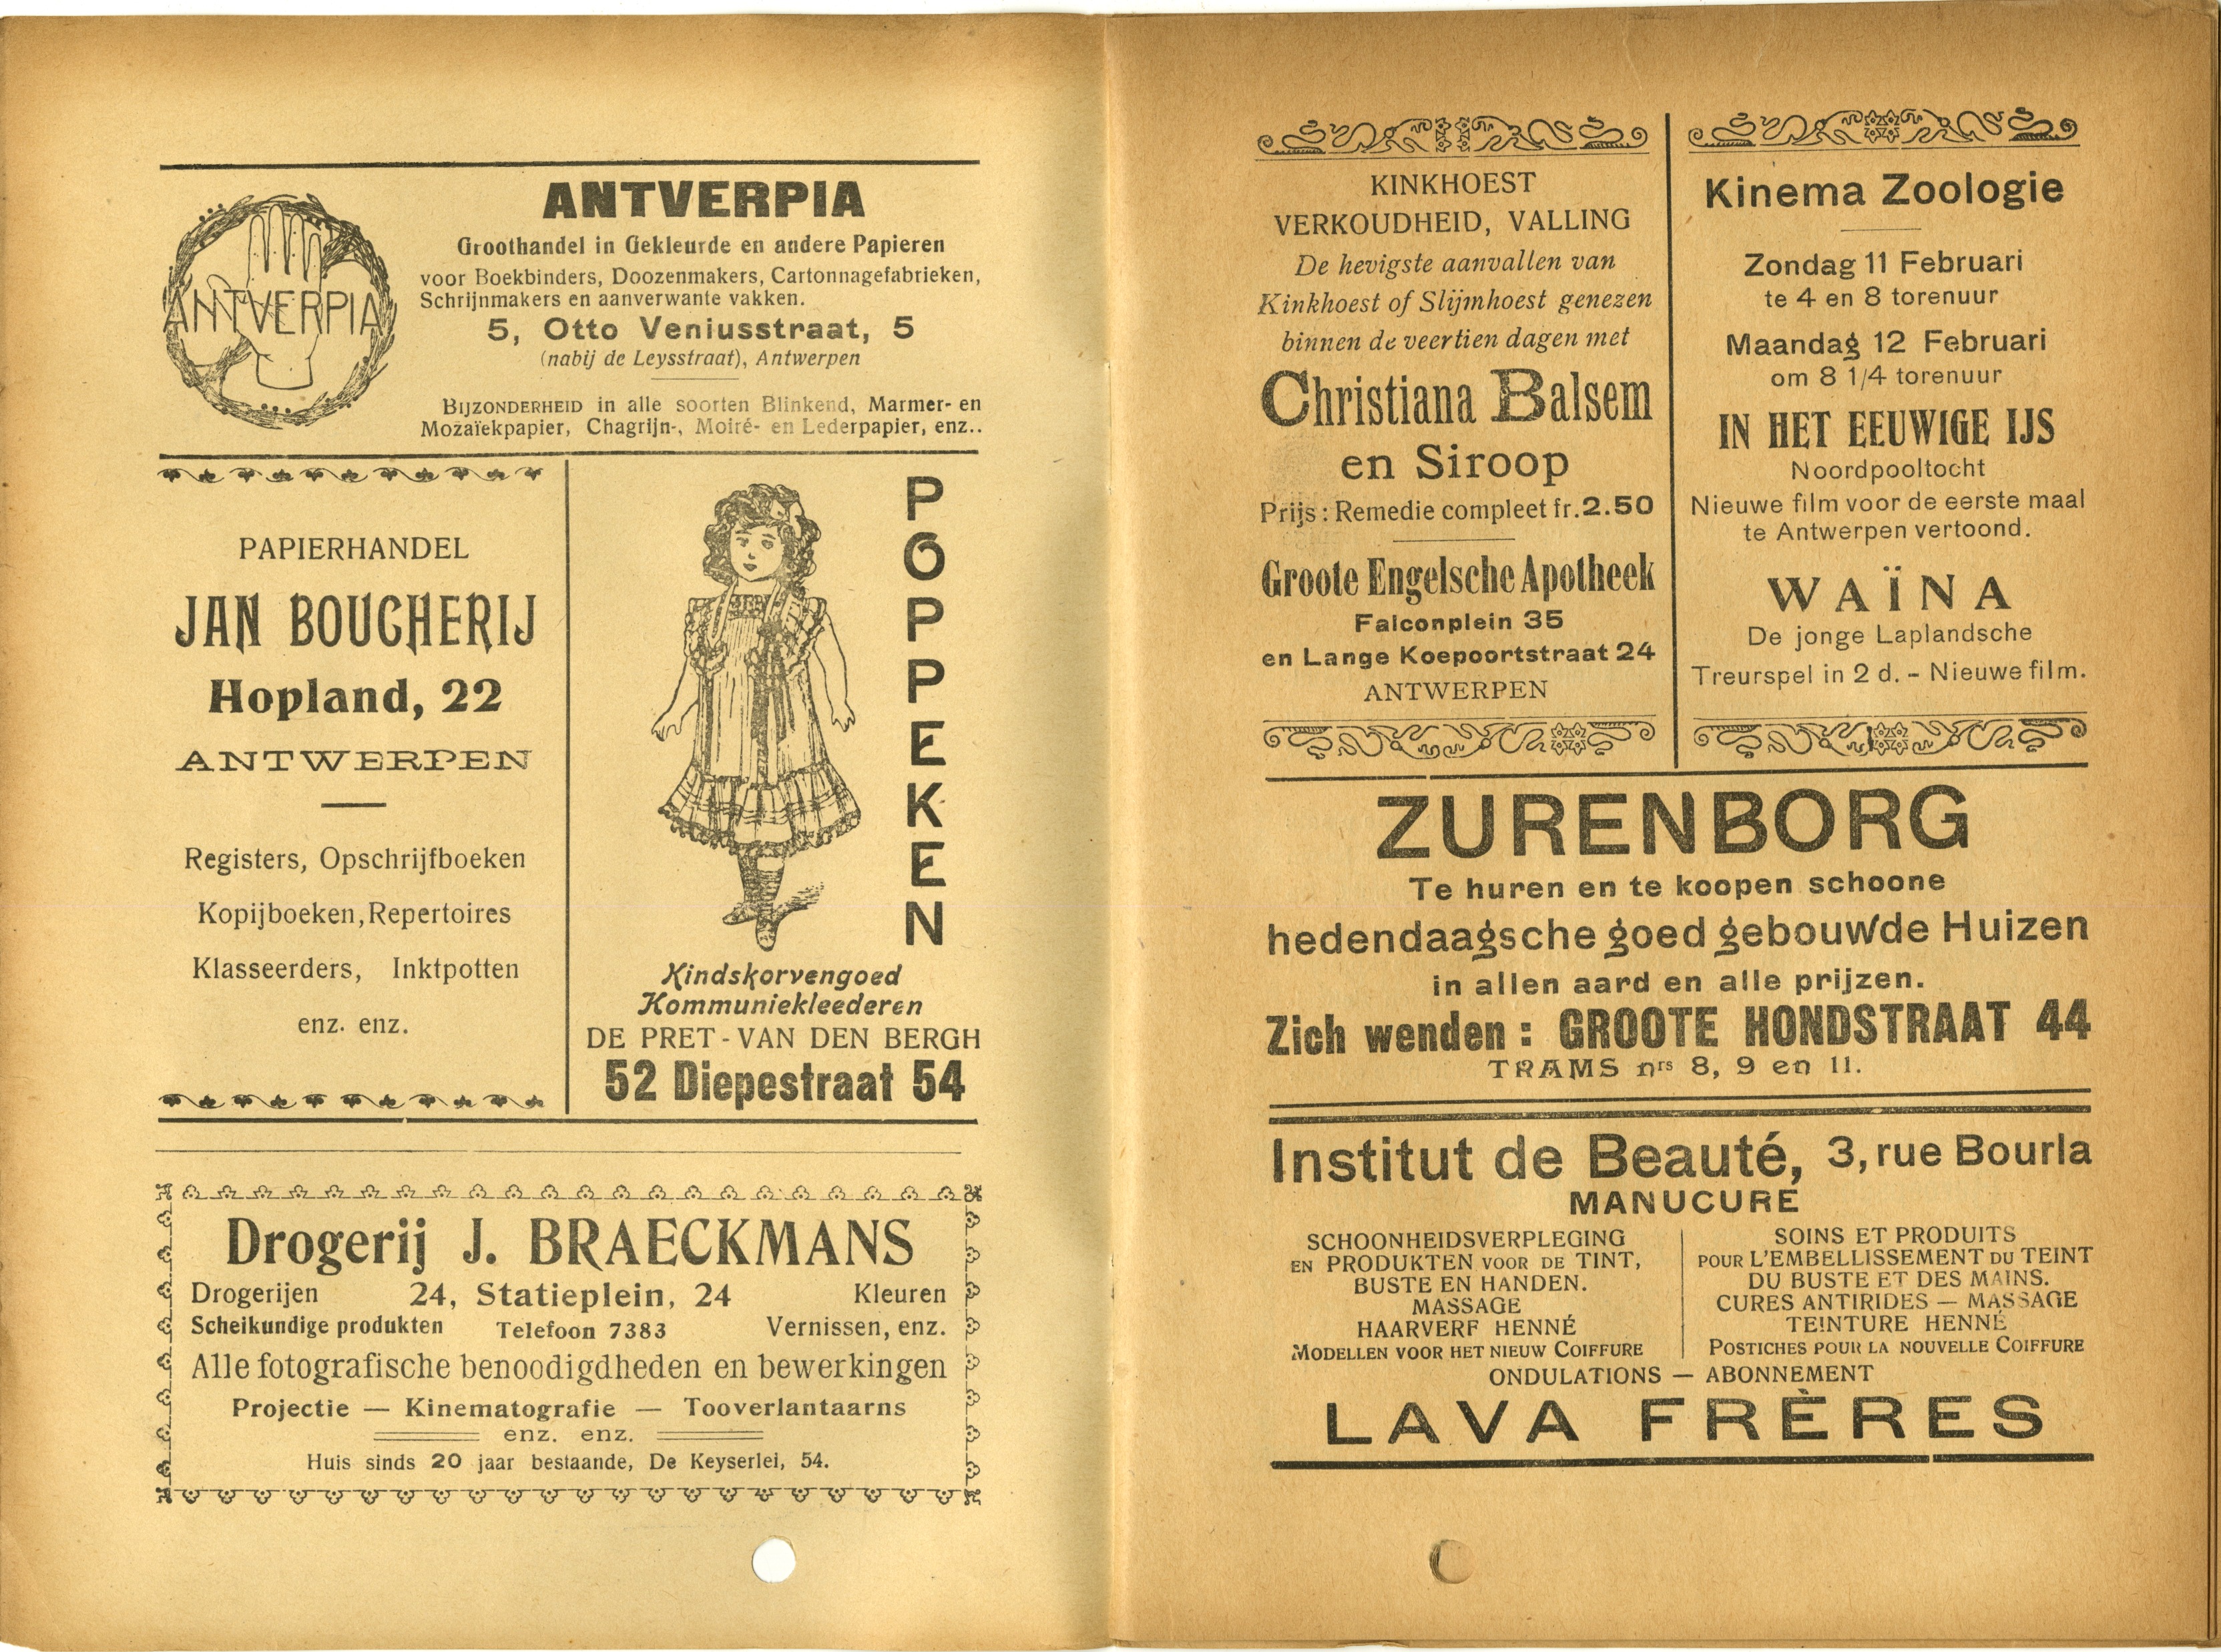 ANTVERPIA
ANTVERPIA
Groothandel in Gekleurde en andere Papieren
voor Boekbinders, Doozenmakers, Cartonnagefabrieken,
Schrijnmakers en aanverwante vakken.
5, Otto Veniusstraat, 5
(nabij de Leysstraat), Antwerpen
BIJZONDERHEID in alle soorten Blinkend, Marmer- en
Mozaïekpapier, Chagrijn-, Moiré- en Lederpapier, enz..
PAPIERHANDEL
JAN BOUCHERIJ
Hopland, 22
ANTWERPEN
Registers, Opschrijfboeken
Kopijboeken, Repertoires
Klasseerders, Inktpotten
enz. enz.
POPPEKEN
Kindskorvengoed
Kommuniekleederen
DE PRET - VAN DEN BERGH
52 Diepestraat 54
Drogerij J. BRAECKMANS
Drogerijen 24, Statieplein, 24 Kleuren
Scheikundige produkten Telefoon 7383 Vernissen, enz.
Alle fotografische benoodigdheden en bewerkingen
Projectie — Kinematografie — Tooverlantaarns
enz. enz.
Huis sinds 20 jaar bestaande, De Keyserlei, 54.
KINKHOEST
VERKOUDHEID, VALLING
De hevigste aanvallen van
Kinkhoest of Slijmhoest genezen
binnen de veertien dagen met
Christiana Balsem
en Siroop
Prijs : Remedie compleet fr. 2.50
Groote Engelsche Apotheek
Falconplein 35
en Lange Koepoortstraat 24
ANTWERPEN
Kinema Zoologie
Zondag 11 Februari
te 4 en 8 torenuur
Maandag 12 Februari
om 8 1/4 torenuur
IN HET EEUWIGE IJS
Noordpooltocht
Nieuwe film voor de eerste maal
te Antwerpen vertoond.
WAÏNA
De jonge Laplandsche
Treurspel in 2 d. - Nieuwe film.
ZURENBORG
Te huren en te koopen schoone
hedendaagsche goed gebouwde Huizen
in allen aard en alle prijzen.
Zich wenden : GROOTE HONDSTRAAT 44
TRAMS nrs 8, 9 en 11.
Institut de Beauté, 3, rue Bourla
MANUCURE
SCHOONHEIDSVERPLEGING
EN PRODUKTEN VOOR DE TINT,
BUSTE EN HANDEN.
MASSAGE
HAARVERF HENNÉ
MODELLEN VOOR HET NIEUW COIFFURE
SOINS ET PRODUITS
POUR L'EMBELLISSEMENT DU TEINT
DU BUSTE ET DES MAINS.
CURES ANTIRIDES — MASSAGE
TEINTURE HENNÉ
POSTICHES POUR LA NOUVELLE COIFFURE
ONDULATIONS — ABONNEMENT
LAVA FRÈRES